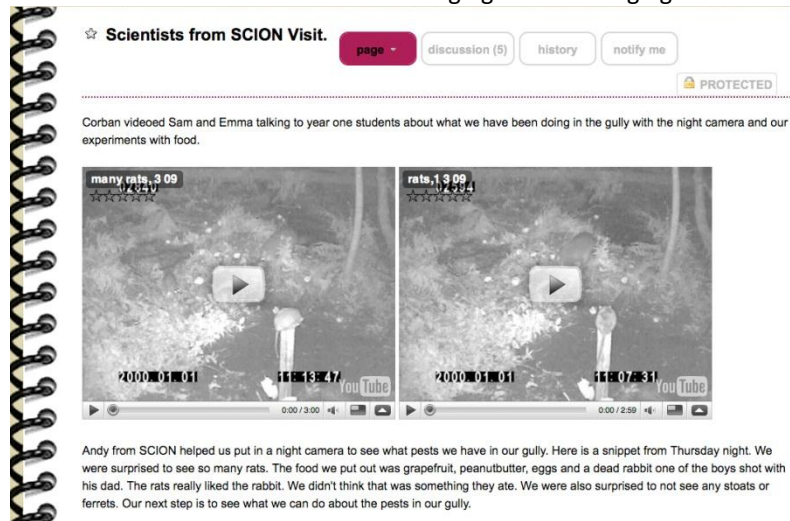 Scientists from SCION Visit.
page
discussion (5)
history
notify me
PROTECTED
Corban videoed Sam and Emma talking to year one students about what we have been doing in the gully with the night camera and our
experiments with food.
many rats, 3 09
rats,1 3 09
02840
02594
2000.01.01 11:13:47
2000.01.01 11:07:31
YouTube
YouTube
0:00 / 3:00
0:00 / 2:59
Andy from SCION helped us put in a night camera to see what pests we have in our gully. Here is a snippet from Thursday night. We
were surprised to see so many rats. The food we put out was grapefruit, peanutbutter, eggs and a dead rabbit one of the boys shot with
his dad. The rats really liked the rabbit. We didn't think that was something they ate. We were also surprised to not see any stoats or
ferrets. Our next step is to see what we can do about the pests in our gully.